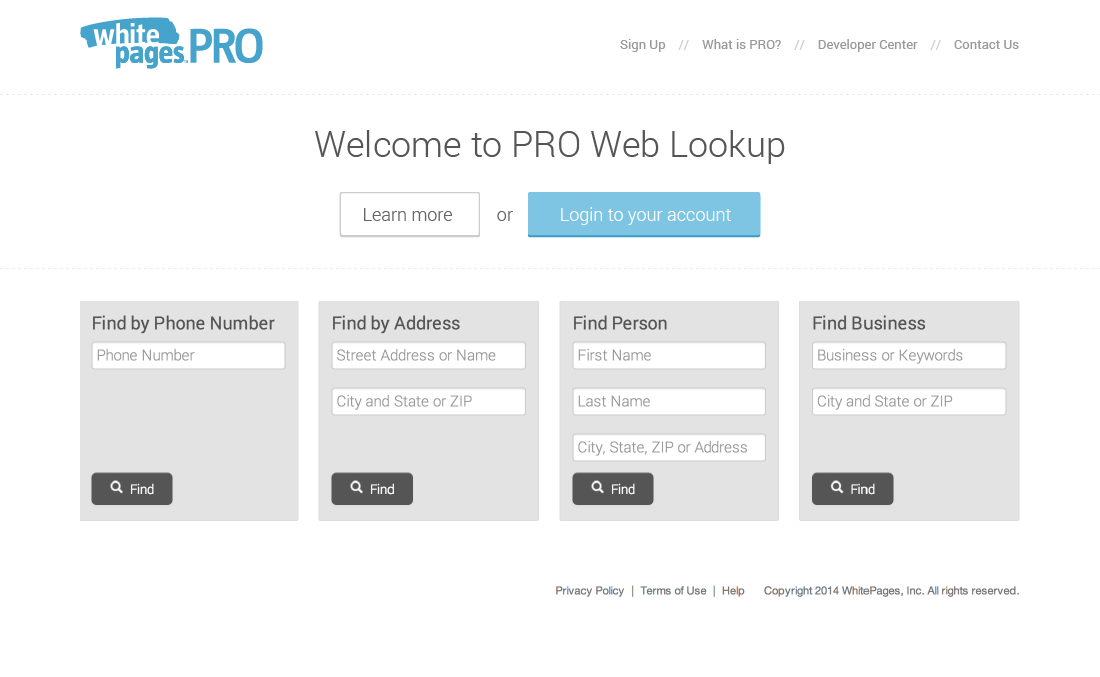 white
pages.PRO
Sign Up // What is PRO? // Developer Center // Contact Us
Welcome to PRO Web Lookup
Learn more or Login to your account
Find by Phone Number
Phone Number
Find
Find by Address
Street Address or Name
City and State or ZIP
Find
Find Person
First Name
Last Name
City, State, ZIP or Address
Find
Find Business
Business or Keywords
City and State or ZIP
Find
Privacy Policy | Terms of Use | Help Copyright 2014 WhitePages, Inc. All rights reserved.